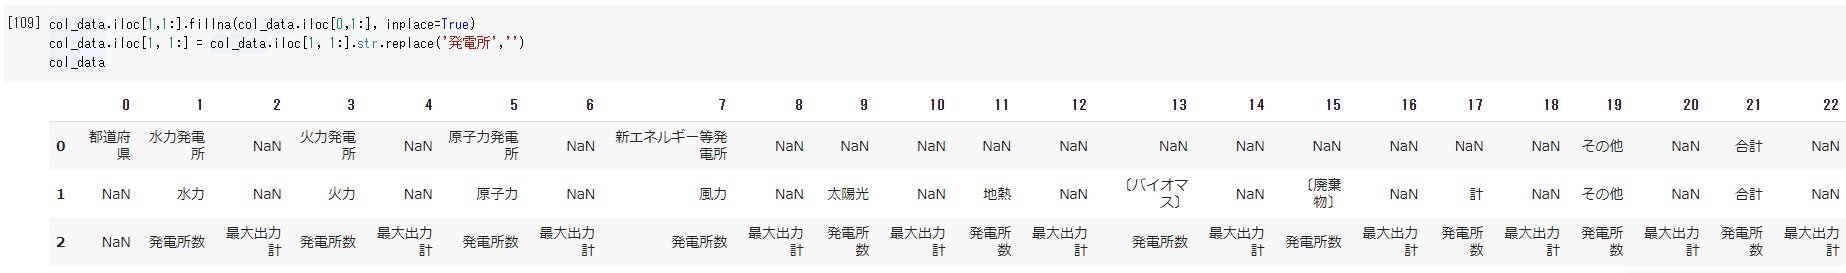 [109] col_data.iloc[1,1:].fillna(col_data.iloc[0,1:], inplace=True)
col_data.iloc[1, 1:] = col_data.iloc[1, 1:].str.replace('発電所','')
col_data
0 1 2 3 4 5 6 7 8 9 10 11 12 13 14 15 16 17 18 19 20 21 22
0 都道府県 水力発電所 NaN 火力発電所 NaN 原子力発電所 NaN 新エネルギー等発電所 NaN NaN NaN NaN NaN NaN NaN NaN NaN NaN NaN その他 NaN 合計 NaN
1 NaN 水力 NaN 火力 NaN 原子力 NaN 風力 NaN 太陽光 NaN 地熱 NaN 〔バイオマス〕 NaN 〔廃棄物〕 NaN 計 NaN その他 NaN 合計 NaN
2 NaN 発電所数 最大出力計 発電所数 最大出力計 発電所数 最大出力計 発電所数 最大出力計 発電所数 最大出力計 発電所数 最大出力計 発電所数 最大出力計 発電所数 最大出力計 発電所数 最大出力計 発電所数 最大出力計 発電所数 最大出力計